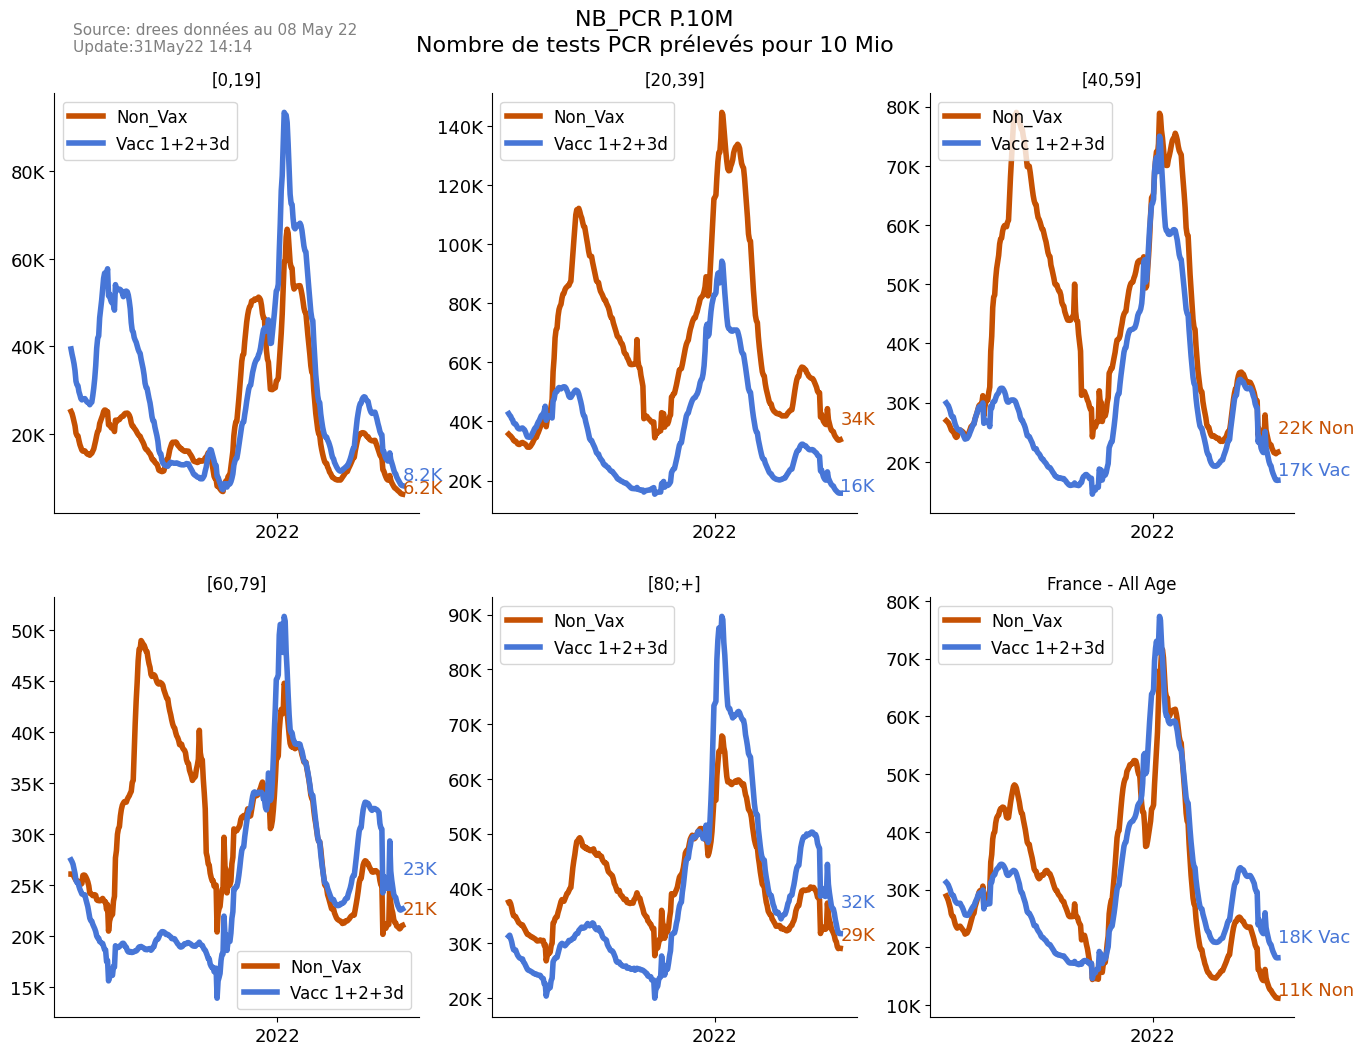 NB_PCR P.10M
Source: drees données au 08 May 22
Update:31May22 14:14
Nombre de tests PCR prélevés pour 10 Mio
[0,19]
Non_Vax
Vacc 1+2+3d
80K
60K
40K
20K
8.2K
6.2K
2022
[20,39]
Non_Vax
Vacc 1+2+3d
140K
120K
100K
80K
60K
40K
20K
34K
16K
2022
[40,59]
Non_Vax
Vacc 1+2+3d
80K
70K
60K
50K
40K
30K
20K
22K Non
17K Vac
2022
[60,79]
50K
45K
40K
35K
30K
25K
20K
15K
23K
21K
Non_Vax
Vacc 1+2+3d
2022
[80;+]
Non_Vax
Vacc 1+2+3d
90K
80K
70K
60K
50K
40K
30K
20K
32K
29K
2022
France - All Age
Non_Vax
Vacc 1+2+3d
80K
70K
60K
50K
40K
30K
20K
10K
18K Vac
11K Non
2022